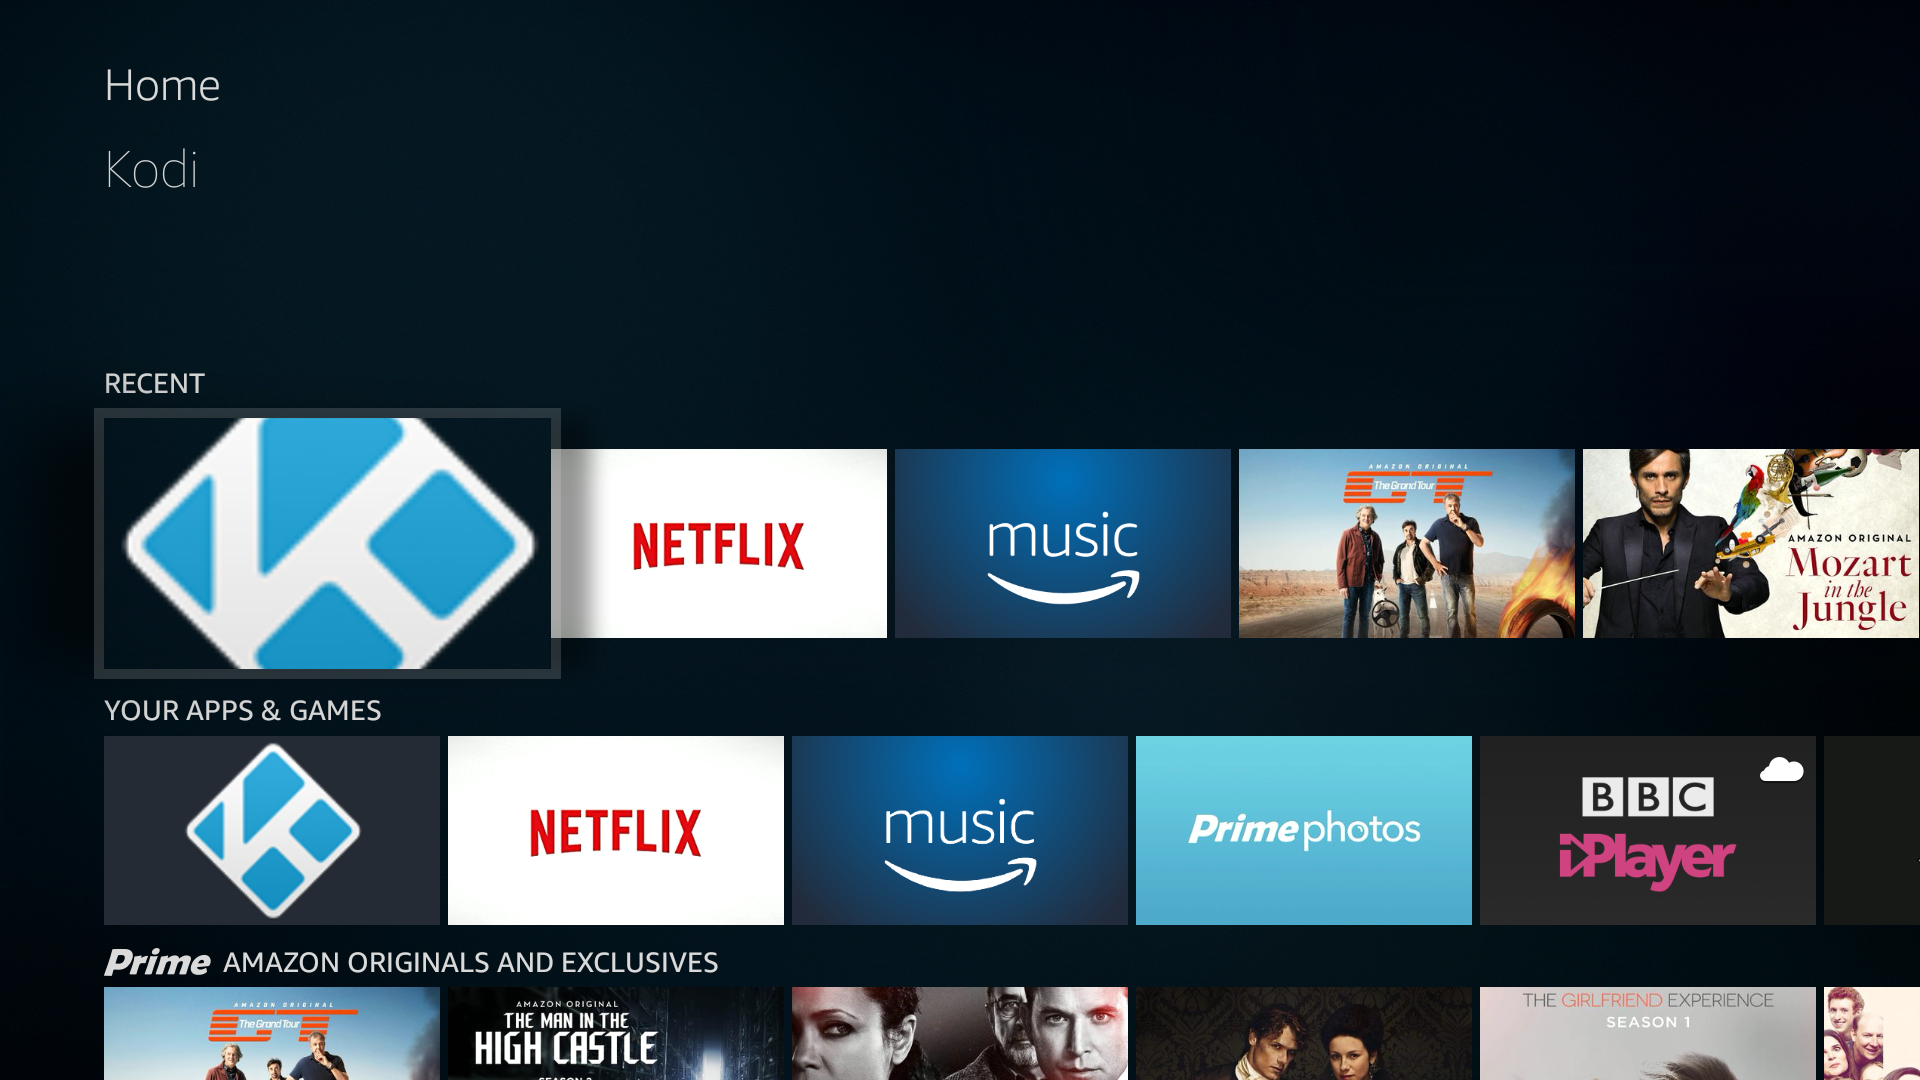 Home
Kodi
RECENT
NETFLIX
music
AMAZON ORIGINAL
The Grand Tour
GT
AMAZON ORIGINAL
Mozart
in the
Jungle
YOUR APPS & GAMES
NETFLIX
music
Prime photos
BBC
iPlayer
Prime AMAZON ORIGINALS AND EXCLUSIVES
AMAZON ORIGINAL
The Grand Tour
GT
AMAZON ORIGINAL
THE MAN IN THE
HIGH CASTLE
THE GIRLFRIEND EXPERIENCE
SEASON 1